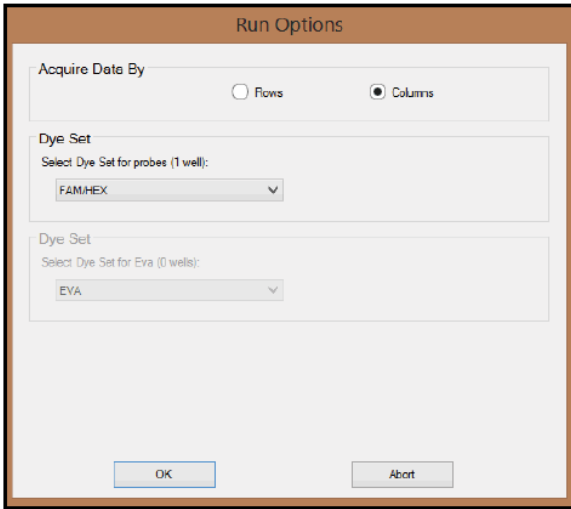 Run Options
Acquire Data By
Rows
Columns
Dye Set
Select Dye Set for probes (1 well):
FAM/HEX
Dye Set
Select Dye Set for Eva (0 wells):
EVA
OK
Abort